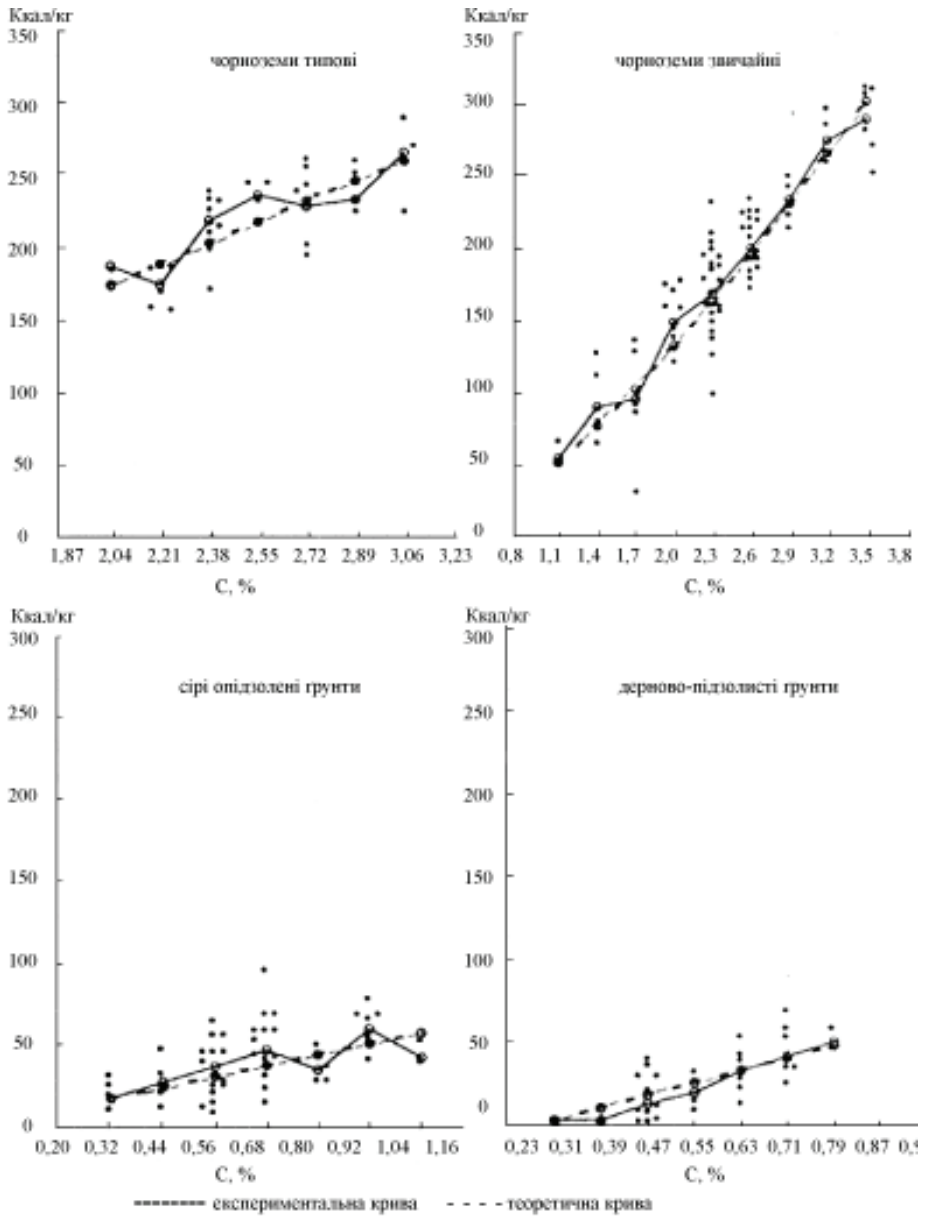 Ккал/кг
350
300
250
200
150
100
50
0
чорноземи типові
1,87 2,04 2,21 2,38 2,55 2,72 2,89 3,06 3,23
С, %
Ккал/кг
350
300
250
200
150
100
50
0
чорноземи звичайні
0,8 1,1 1,4 1,7 2,0 2,3 2,6 2,9 3,2 3,5 3,8
С, %
Ккал/кг
300
250
200
150
100
50
0
сірі опідзолені ґрунти
0,20 0,32 0,44 0,56 0,68 0,80 0,92 1,04 1,16
С, %
Ккал/кг
300
250
200
150
100
50
0
дерново-підзолисті ґрунти
0,23 0,31 0,39 0,47 0,55 0,63 0,71 0,79 0,87
С, %
експериментальна крива теоретична крива